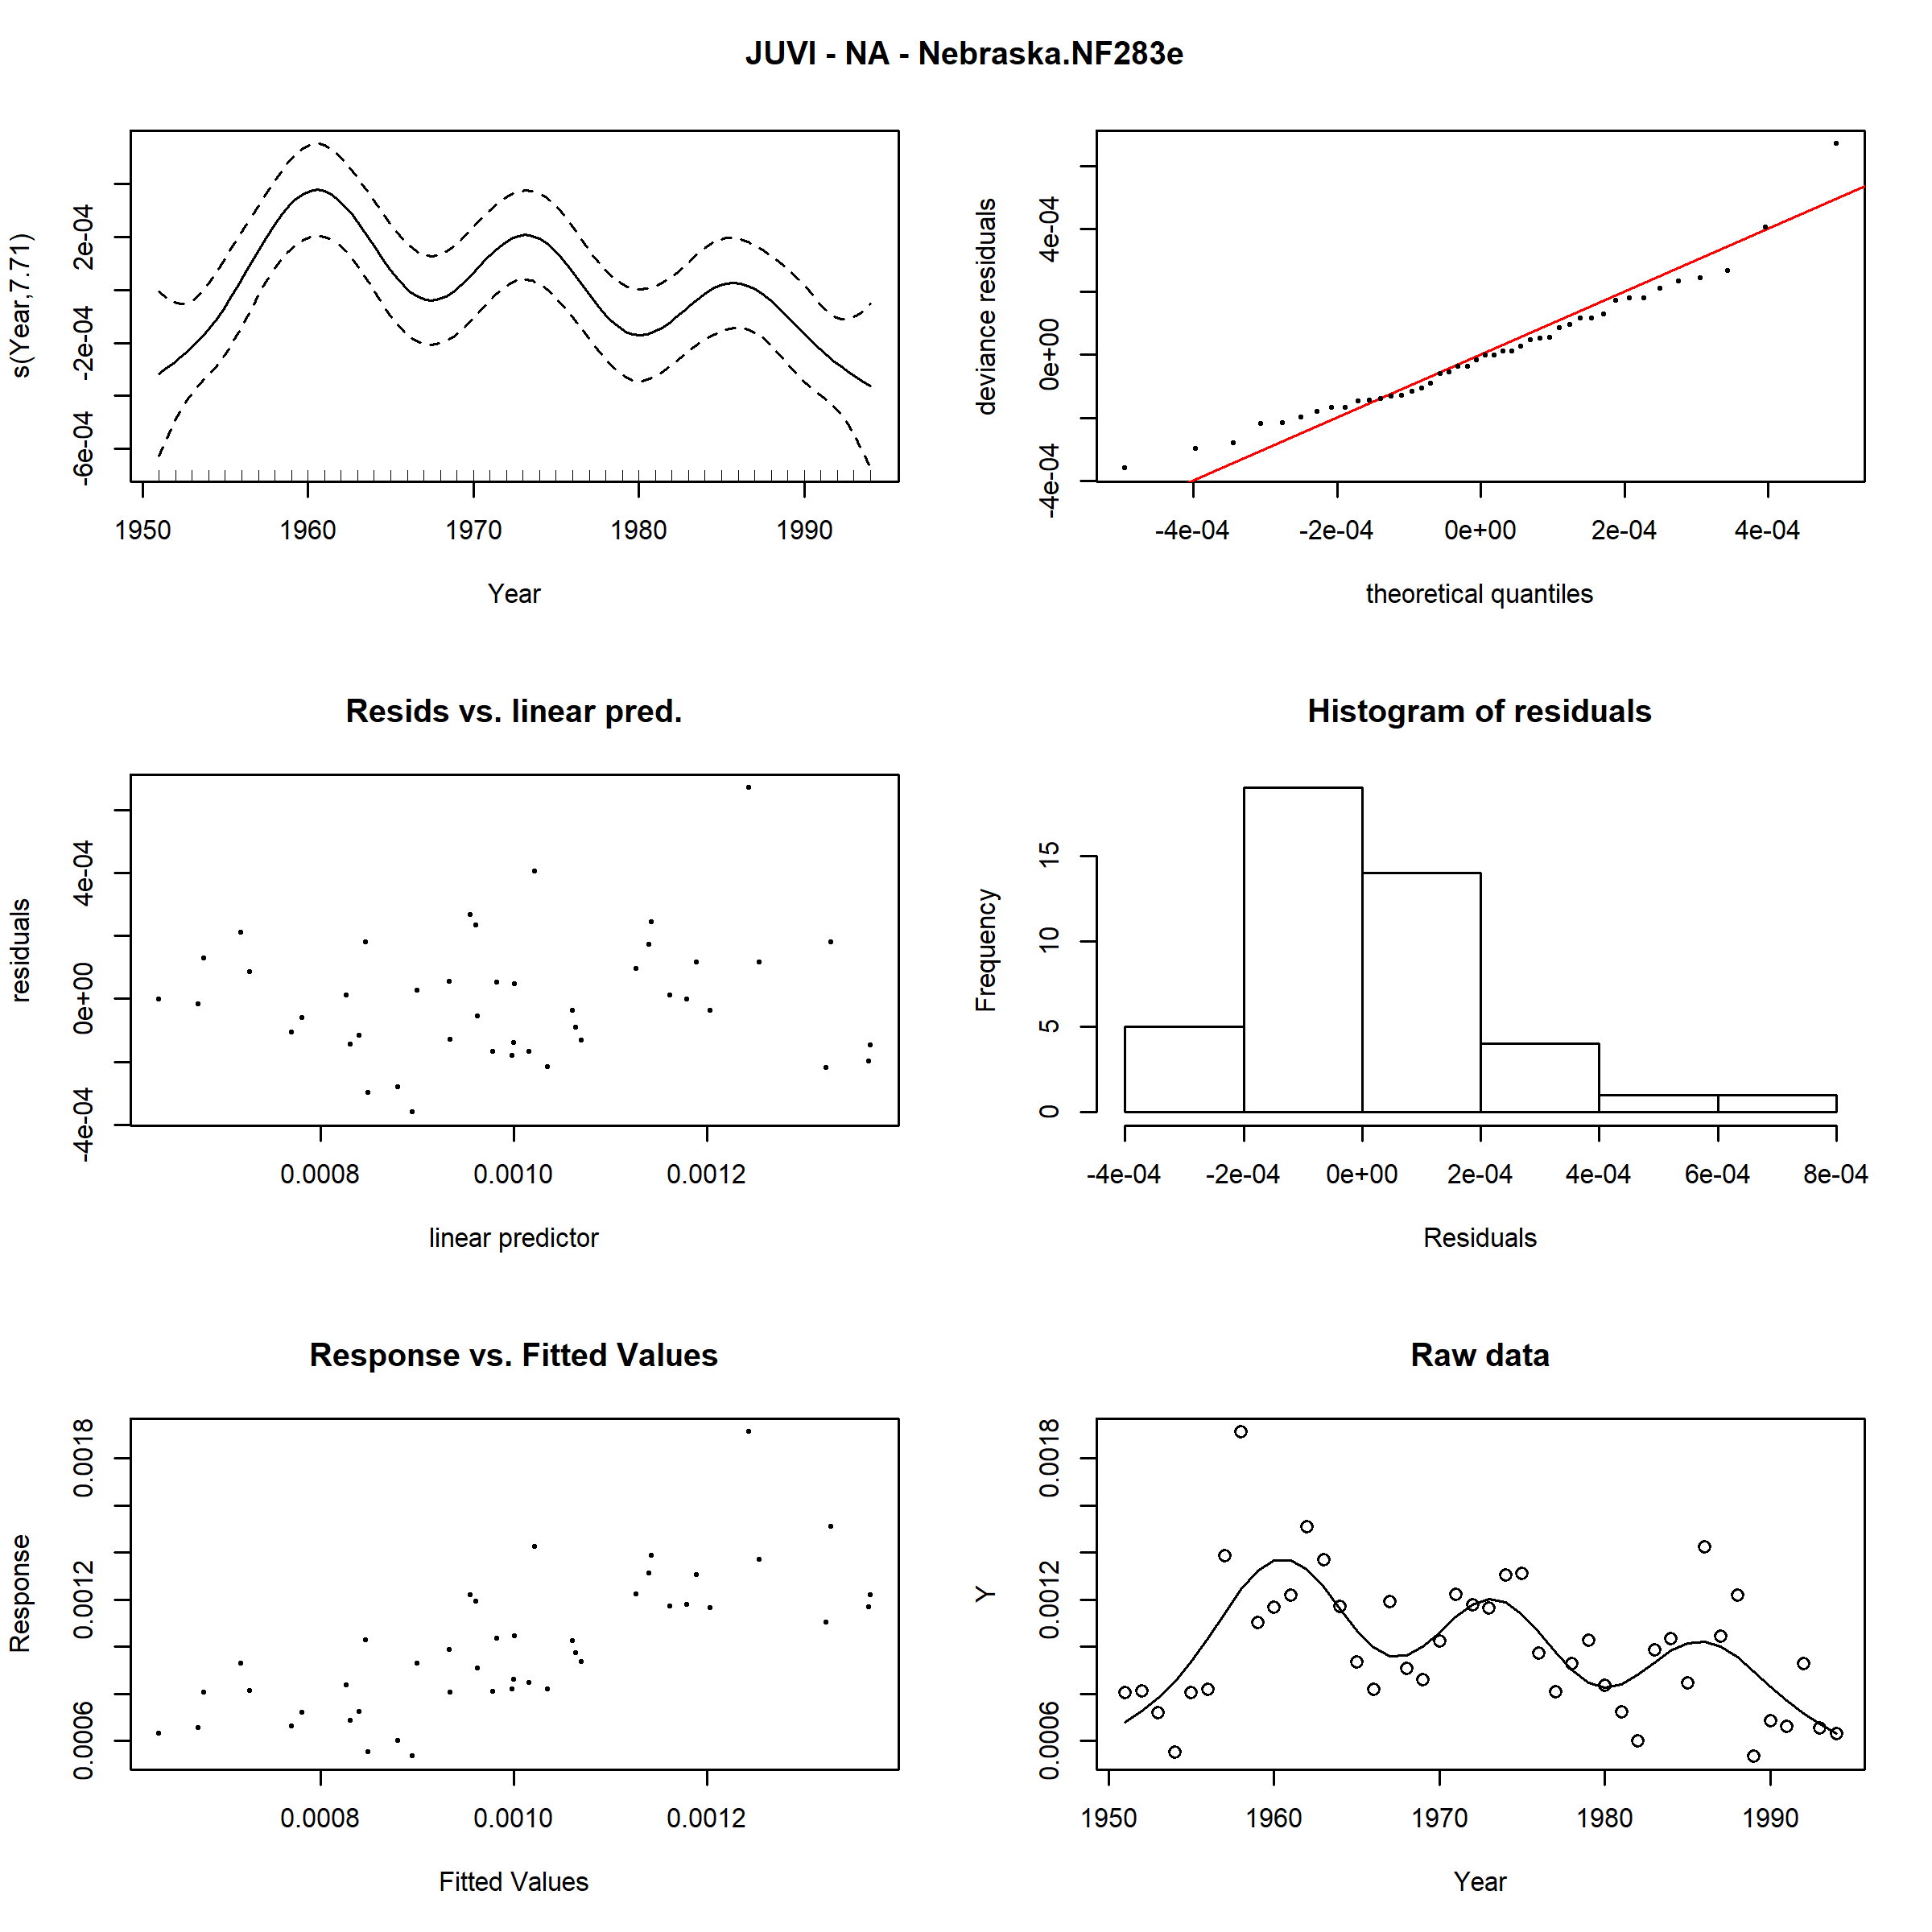 JUVI - NA - Nebraska.NF283e
s(Year,7.71)
-6e-04 -2e-04 2e-04
1950 1960 1970 1980 1990
Year
deviance residuals
-4e-04 0e+00 4e-04
-4e-04 -2e-04 0e+00 2e-04 4e-04
theoretical quantiles
Resids vs. linear pred.
residuals
-4e-04 0e+00 4e-04
0.0008 0.0010 0.0012
linear predictor
Histogram of residuals
Frequency
0 5 10 15
-4e-04 -2e-04 0e+00 2e-04 4e-04 6e-04 8e-04
Residuals
Response vs. Fitted Values
Response
0.0006 0.0012 0.0018
0.0008 0.0010 0.0012
Fitted Values
Raw data
Y
0.0006 0.0012 0.0018
1950 1960 1970 1980 1990
Year